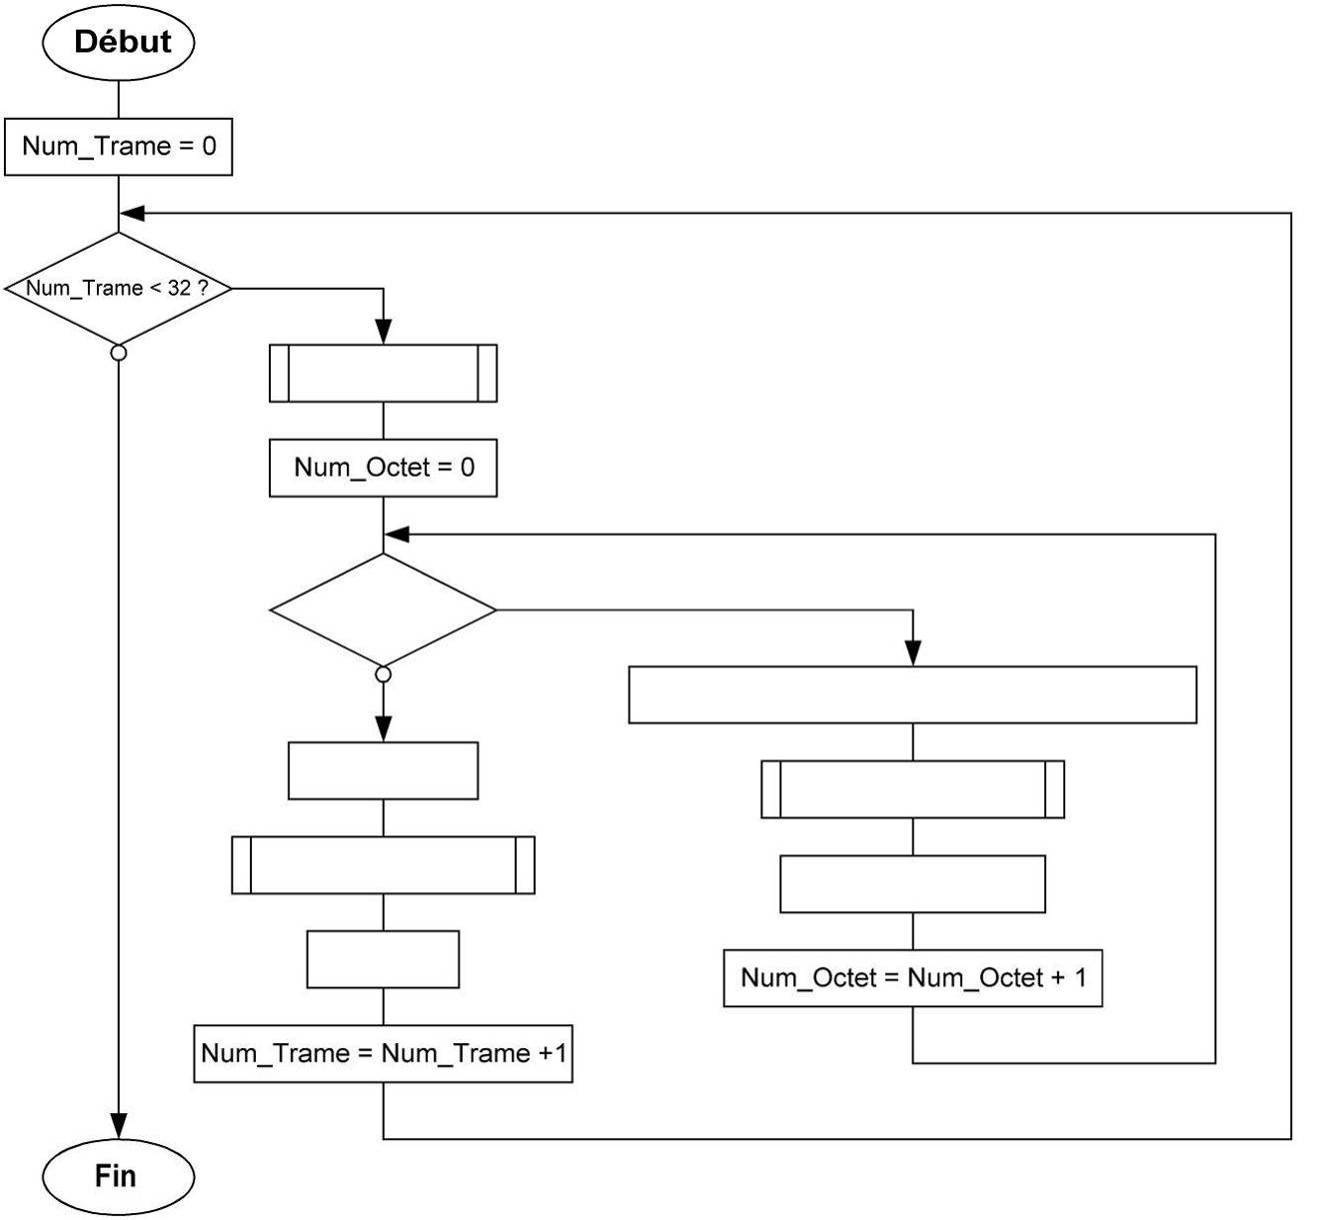 Début
Num_Trame = 0
Num_Trame < 32 ?
Num_Octet = 0
Num_Octet = Num_Octet + 1
Num_Trame = Num_Trame +1
Fin